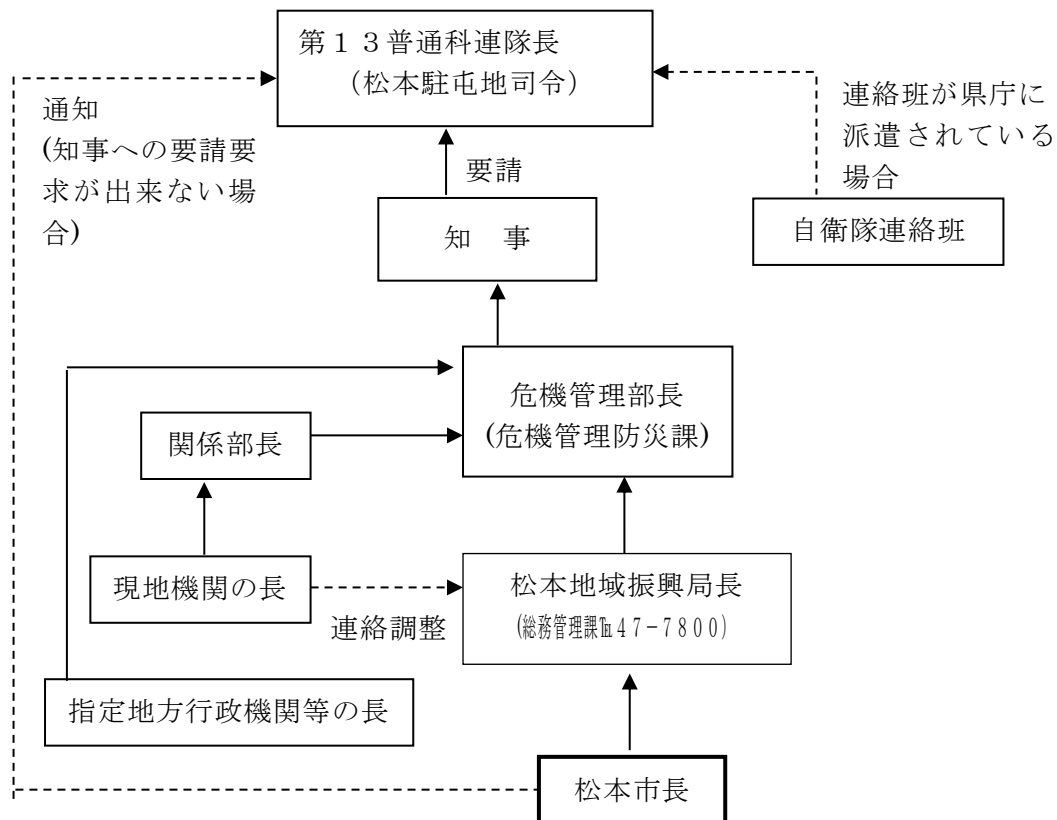 第１３普通科連隊長
（松本駐屯地司令）
通知
(知事への要請要
求が出来ない場
合)
連絡班が県庁に
派遣されている
場合
要請
知　事
自衛隊連絡班
危機管理部長
(危機管理防災課)
関係部長
現地機関の長
連絡調整
松本地域振興局長
(総務管理課℡４７－７８００)
指定地方行政機関等の長
松本市長